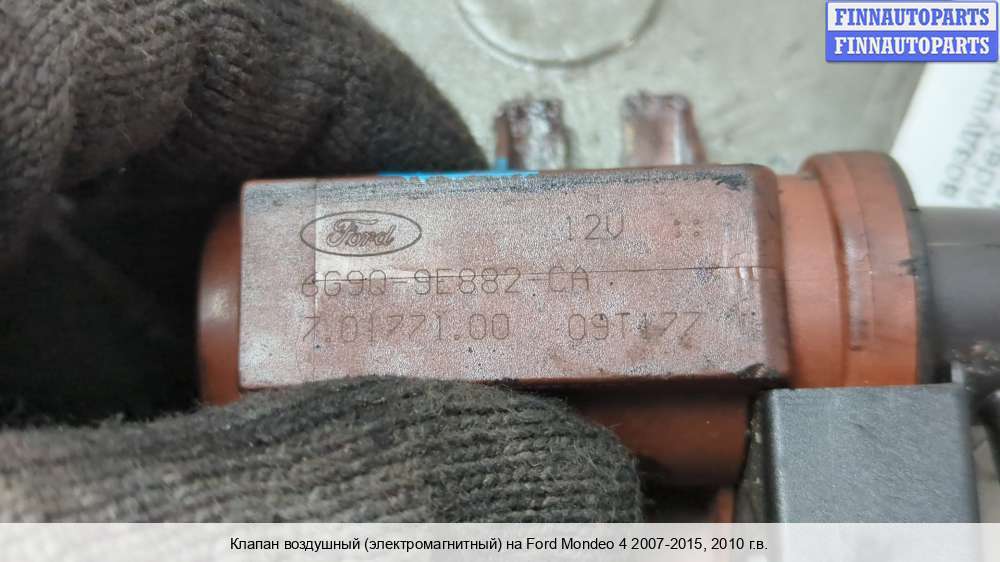 FINNAUTOPARTS
FINNAUTOPARTS
Ford 12V
6G9Q-9E882-CA
7.01771.00 09T177
Клапан воздушный (электромагнитный) на Ford Mondeo 4 2007-2015, 2010 г.в.